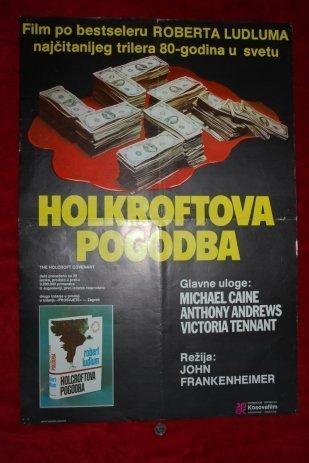 Film po bestseleru ROBERTA LUDLUMA
najčitanijeg trilera 80-godina u svetu
HOLKROFTOVA
POGODBA
THE HOLCROFT COVENANT
Glavne uloge:
MICHAEL CAINE
ANTHONY ANDREWS
VICTORIA TENNANT
Režija:
JOHN
FRANKENHEIMER
robert
ludlum
HOLCROFTOVA
POGODBA
Kosovafilm